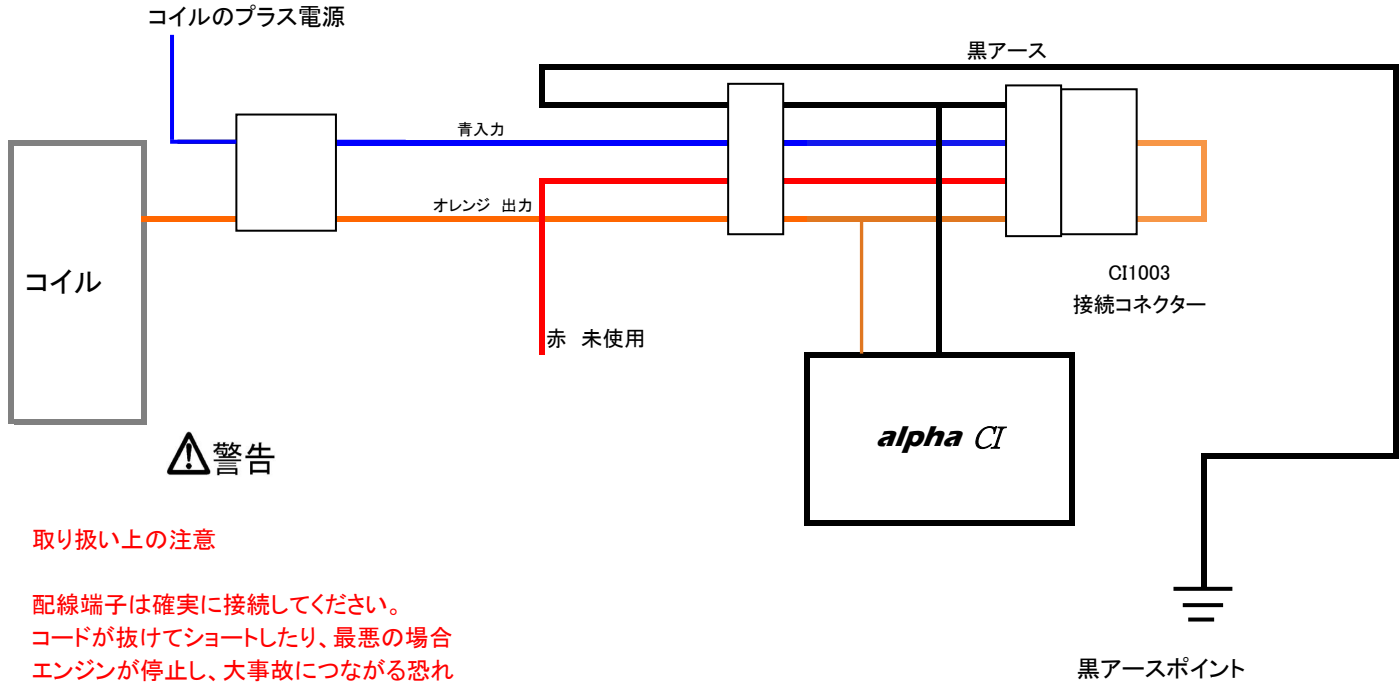 コイルのプラス電源
黒アース
青入力
オレンジ 出力
コイル
CI1003
接続コネクター
赤 未使用
alpha CI
⚠警告
取り扱い上の注意
配線端子は確実に接続してください。
コードが抜けてショートしたり、最悪の場合
エンジンが停止し、大事故につながる恐れ
黒アースポイント